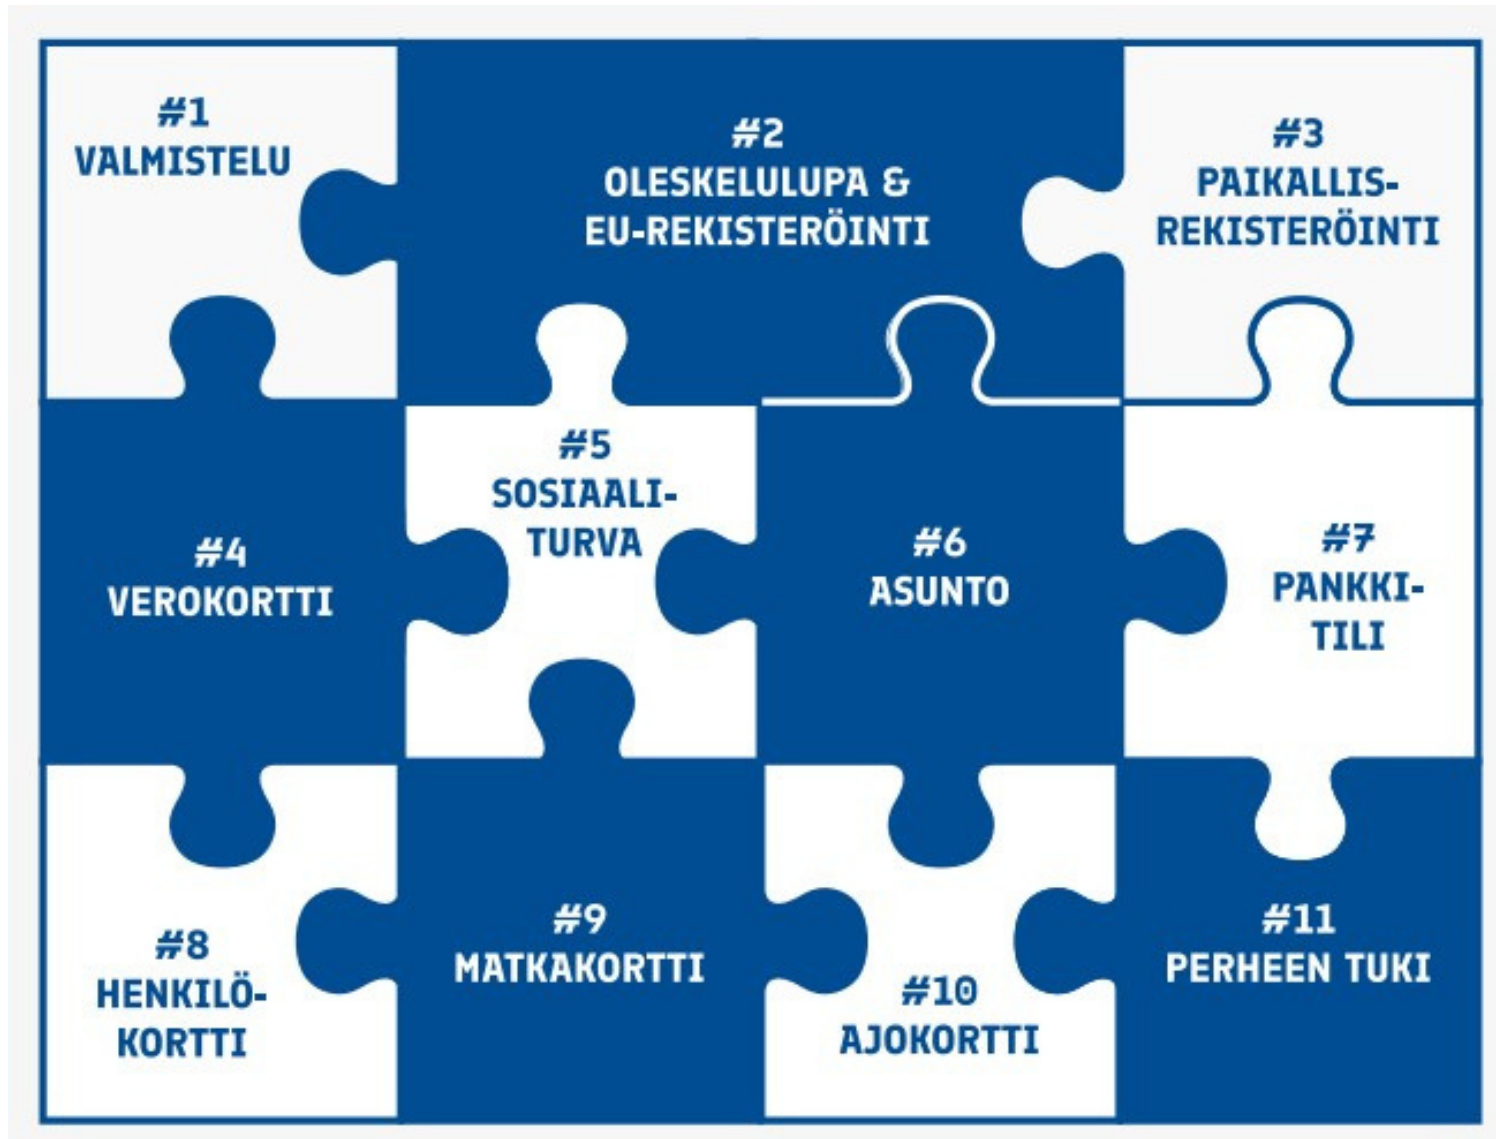 #1
VALMISTELU
#2
OLESKELULUPA &
EU-REKISTERÖINTI
#3
PAIKALLIS-
REKISTERÖINTI
#4
VEROKORTTI
#5
SOSIAALI-
TURVA
#6
ASUNTO
#7
PANKKI-
TILI
#8
HENKILÖ-
KORTTI
#9
MATKAKORTTI
#10
AJOKORTTI
#11
PERHEEN TUKI